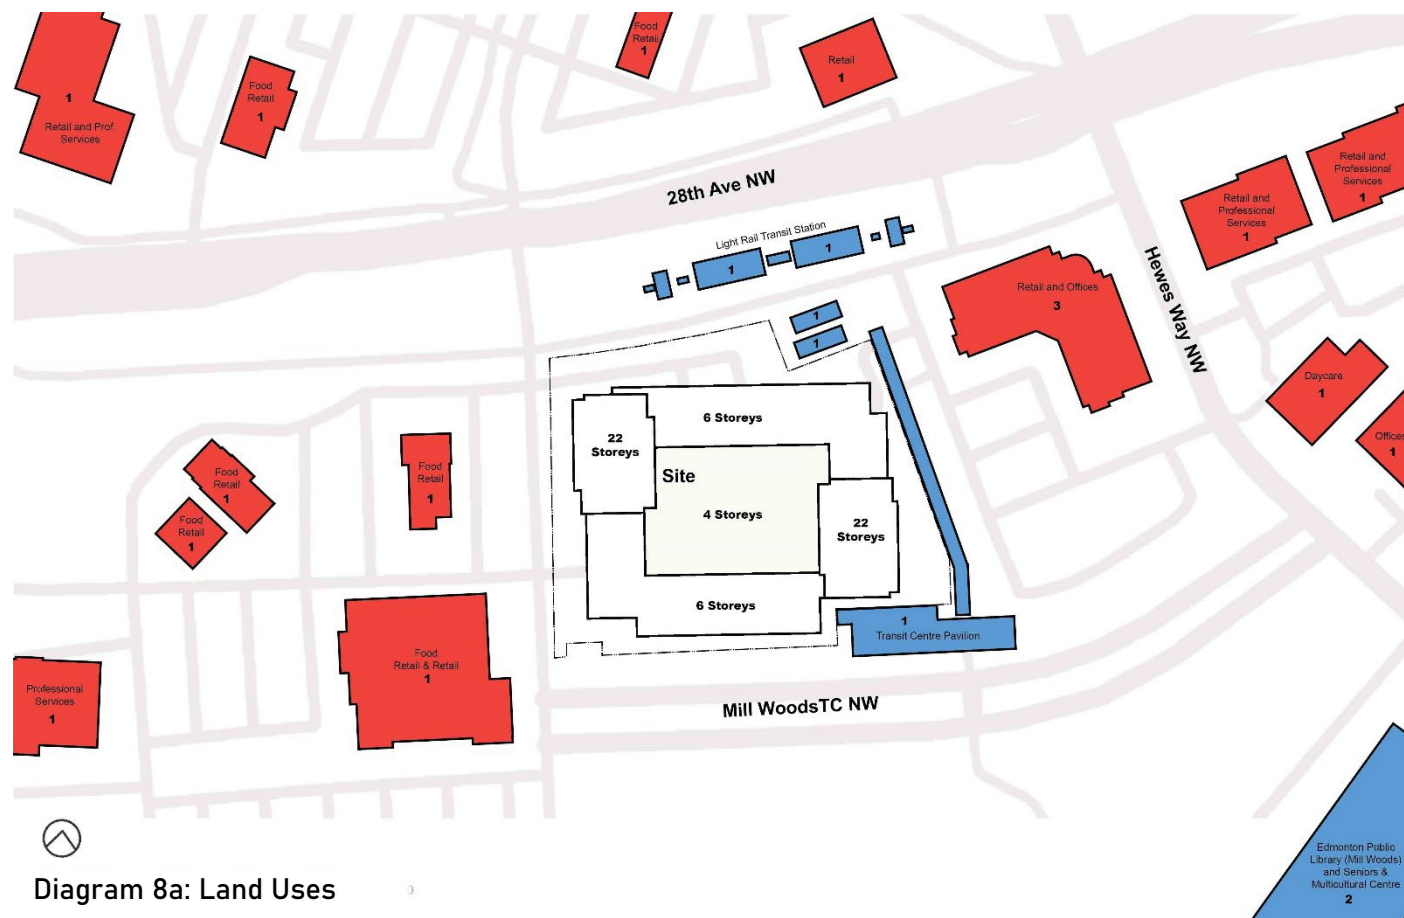 Food
Retail
1
Retail
1
1
Retail and Prof.
Services
Food
Retail
1
28th Ave NW
Retail and
Professional
Services
1
Retail and
Professional
Services
1
Light Rail Transit Station
1
1
Hewes Way NW
Retail and Offices
3
1
1
Daycare
1
Offices
1
6 Storeys
22
Storeys
Site
4 Storeys
22
Storeys
6 Storeys
Food
Retail
1
Food
Retail
1
Food
Retail
1
1
Transit Centre Pavilion
Food
Retail & Retail
1
Professional
Services
1
Mill WoodsTC NW
Edmonton Public
Library (Mill Woods)
and Seniors &
Multicultural Centre
2
Diagram 8a: Land Uses